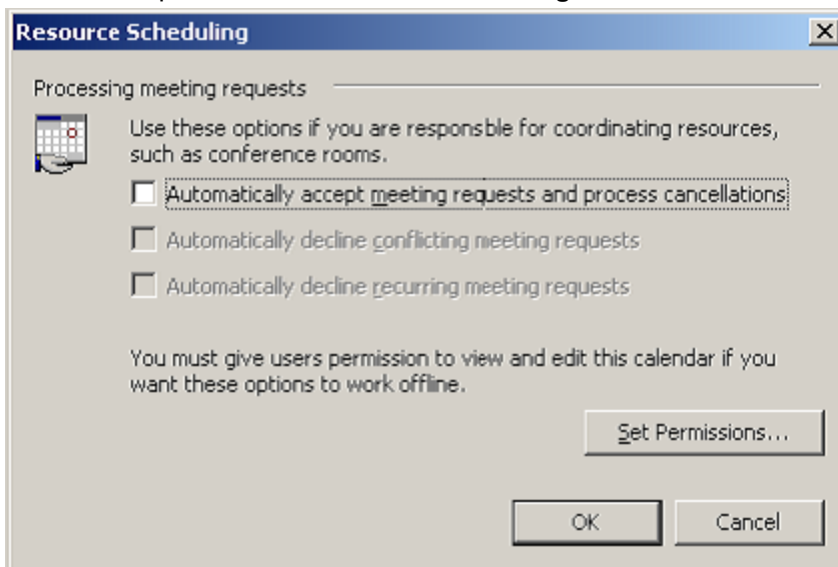 Resource Scheduling
Processing meeting requests
Use these options if you are responsble for coordinating resources,
such as conference rooms.
Automatically accept meeting requests and process cancellations
Automatically decline conflicting meeting requests
Automatically decline recurring meeting requests
You must give users permission to view and edit this calendar if you
want these options to work offline.
Set Permissions...
OK
Cancel